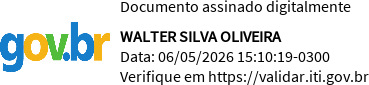 Documento assinado digitalmente
gov.br
WALTER SILVA OLIVEIRA
Data: 06/05/2026 15:10:19-0300
Verifique em https://validar.iti.gov.br